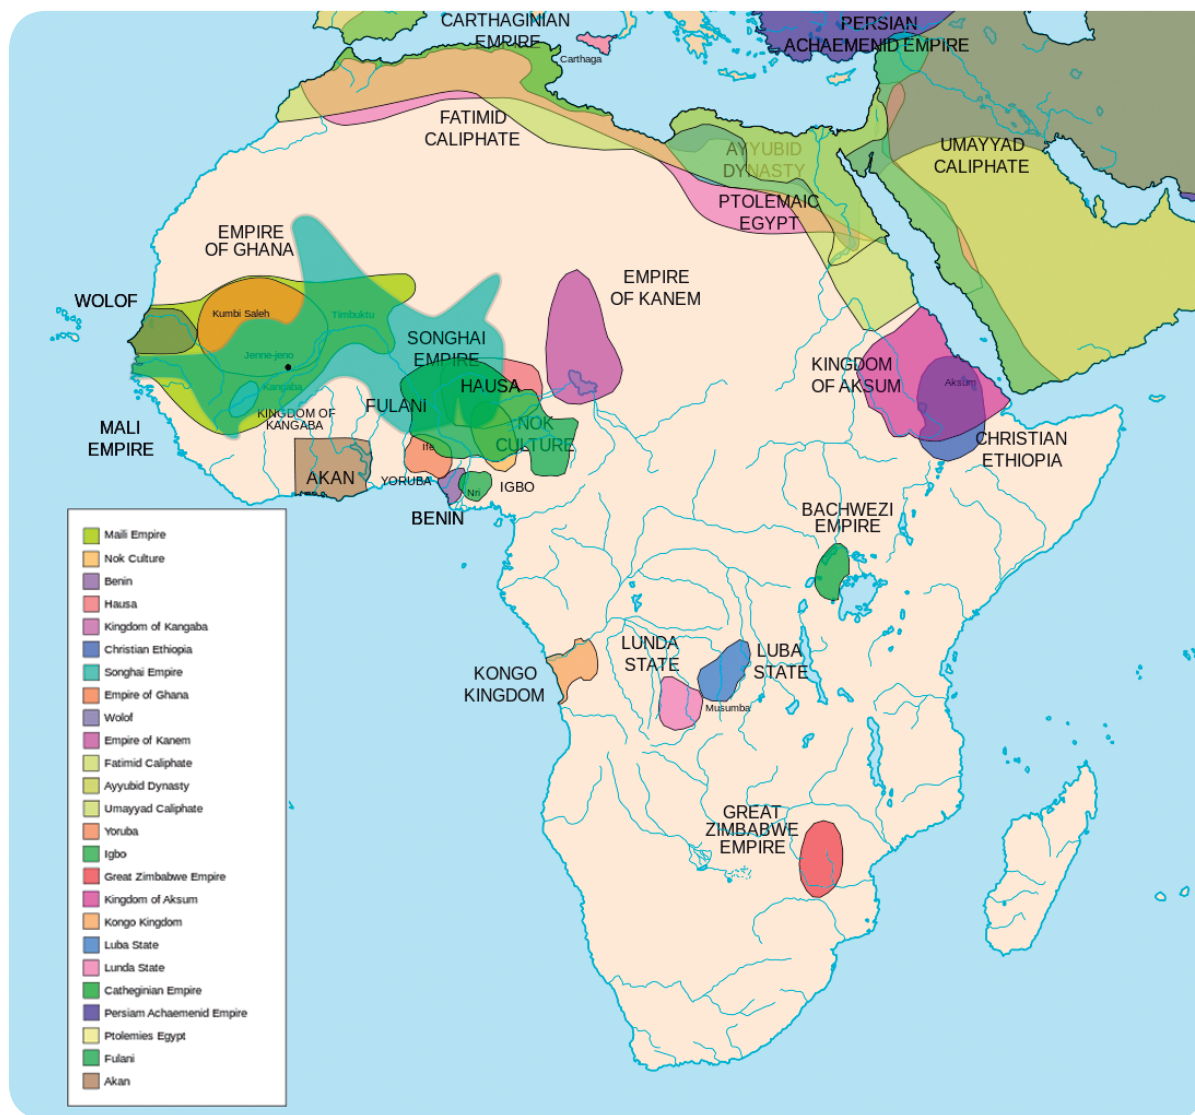 CARTHAGINIAN
EMPIRE
Carthaga
PERSIAN
ACHAEMENID EMPIRE
FATIMID
CALIPHATE
AYYUBID
DYNASTY
UMAYYAD
CALIPHATE
PTOLEMAIC
EGYPT
EMPIRE
OF GHANA
WOLOF
Kumbi Saleh
Timbuktu
EMPIRE
OF KANEM
Jenne-jeno
SONGHAI
EMPIRE
KINGDOM
OF AKSUM
Aksum
Kangaba
HAUSA
FULANi
KINGDOM OF
KANGABA
MALI
EMPIRE
NOK
CULTURE
CHRISTIAN
ETHIOPIA
Ife
AKAN
YORUBA
Nri
IGBO
BENIN
BACHWEZI
EMPIRE
LUNDA
STATE
LUBA
STATE
KONGO
KINGDOM
Musumba
GREAT
ZIMBABWE
EMPIRE
Maili Empire
Nok Culture
Benin
Hausa
Kingdom of Kangaba
Christian Ethiopia
Songhai Empire
Empire of Ghana
Wolof
Empire of Kanem
Fatimid Caliphate
Ayyubid Dynasty
Umayyad Caliphate
Yoruba
Igbo
Great Zimbabwe Empire
Kingdom of Aksum
Kongo Kingdom
Luba State
Lunda State
Catheginian Empire
Persiam Achaemenid Empire
Ptolemies Egypt
Fulani
Akan